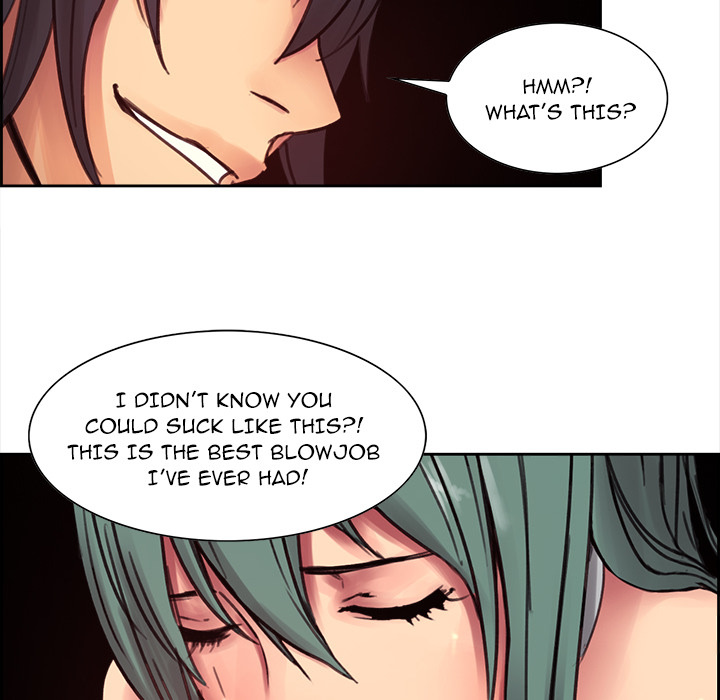 HMM?!
WHAT'S THIS?
I DIDN'T KNOW YOU
COULD SUCK LIKE THIS?!
THIS IS THE BEST BLOWJOB
I'VE EVER HAD!